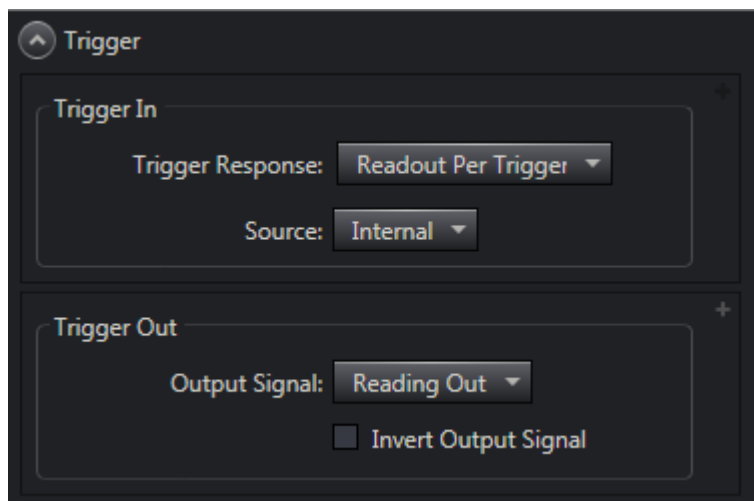 Trigger
Trigger In
Trigger Response: Readout Per Trigger
Source: Internal
Trigger Out
Output Signal: Reading Out
Invert Output Signal